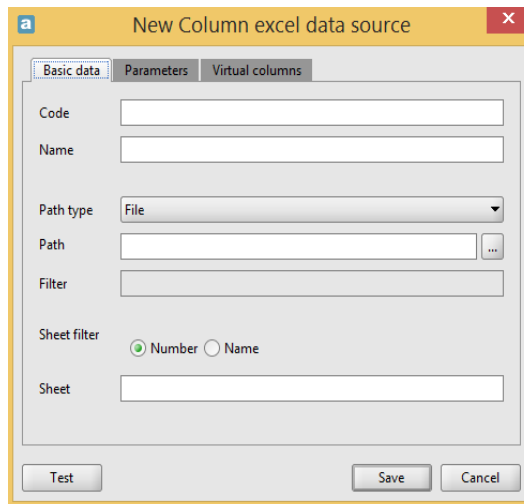 a New Column excel data source x
Basic data Parameters Virtual columns
Code
Name
Path type File
Path ...
Filter
Sheet filter
Number Name
Sheet
Test Save Cancel